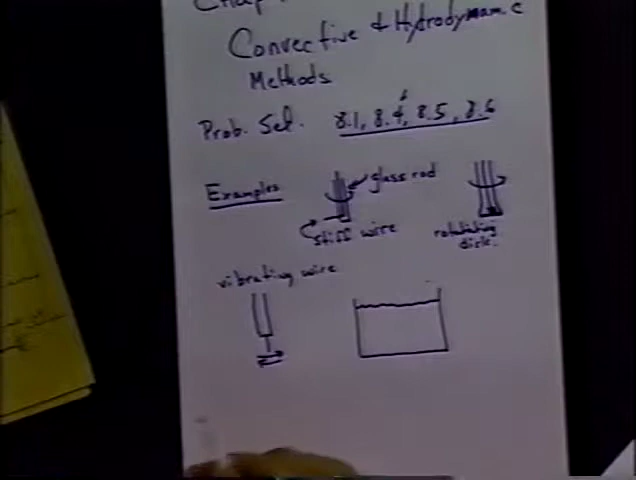 Convective & Hydrodynamic
Methods
Prob. Set. 8.1, 8.4, 8.5, 8.6
Examples
glass rod
stiff wire
rotating
disk.
vibrating wire